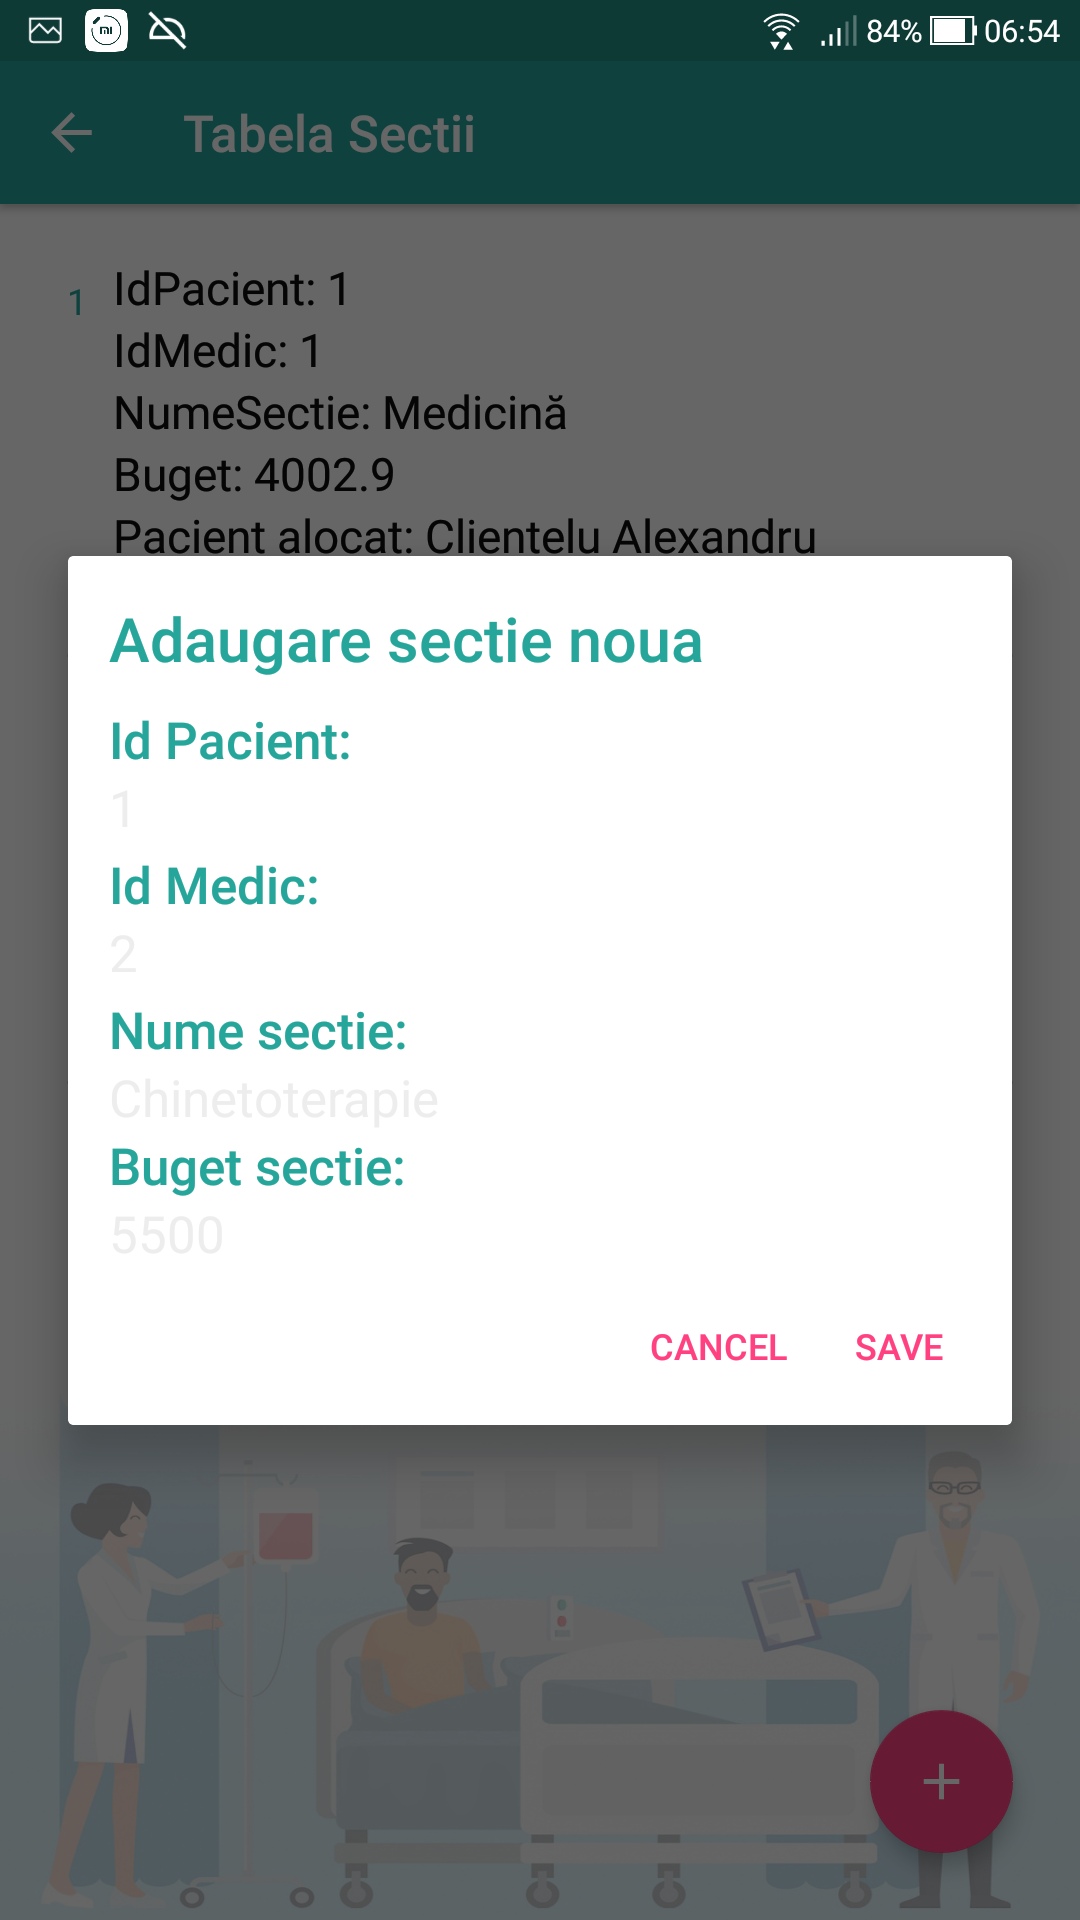 84% 06:54
Tabela Sectii
1 IdPacient: 1
IdMedic: 1
NumeSectie: Medicină
Buget: 4002.9
Pacient alocat: Clientelu Alexandru
Adaugare sectie noua
Id Pacient:
1
Id Medic:
2
Nume sectie:
Chinetoterapie
Buget sectie:
5500
CANCEL SAVE